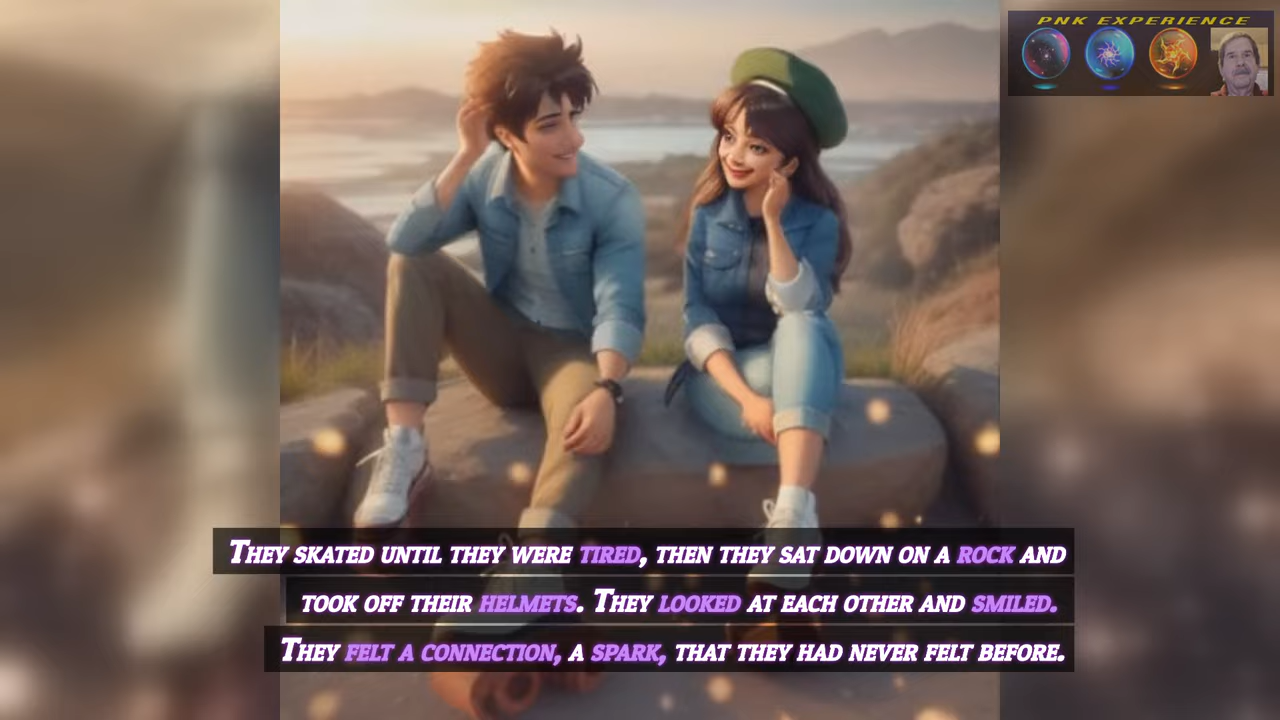 PNK EXPERIENCE
They skated until they were tired, then they sat down on a rock and
took off their helmets. They looked at each other and smiled.
They felt a connection, a spark, that they had never felt before.